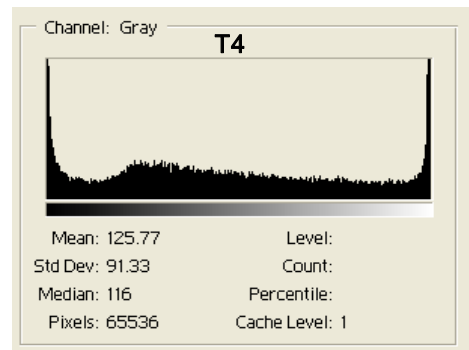 Channel: Gray
T4
Mean: 125.77 Level:
Std Dev: 91.33 Count:
Median: 116 Percentile:
Pixels: 65536 Cache Level: 1